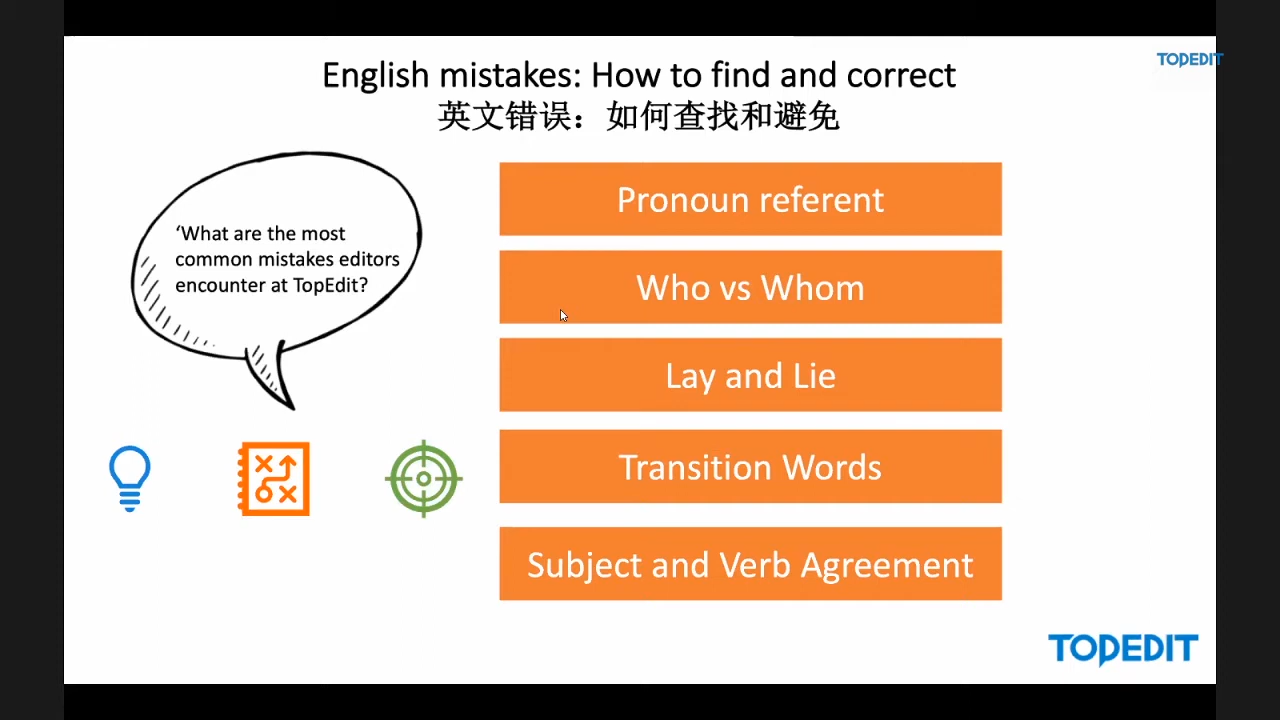 English mistakes: How to find and correct
英文错误：如何查找和避免
TOPEDIT
‘What are the most
common mistakes editors
encounter at TopEdit?
Pronoun referent
Who vs Whom
Lay and Lie
Transition Words
Subject and Verb Agreement
TOPEDIT